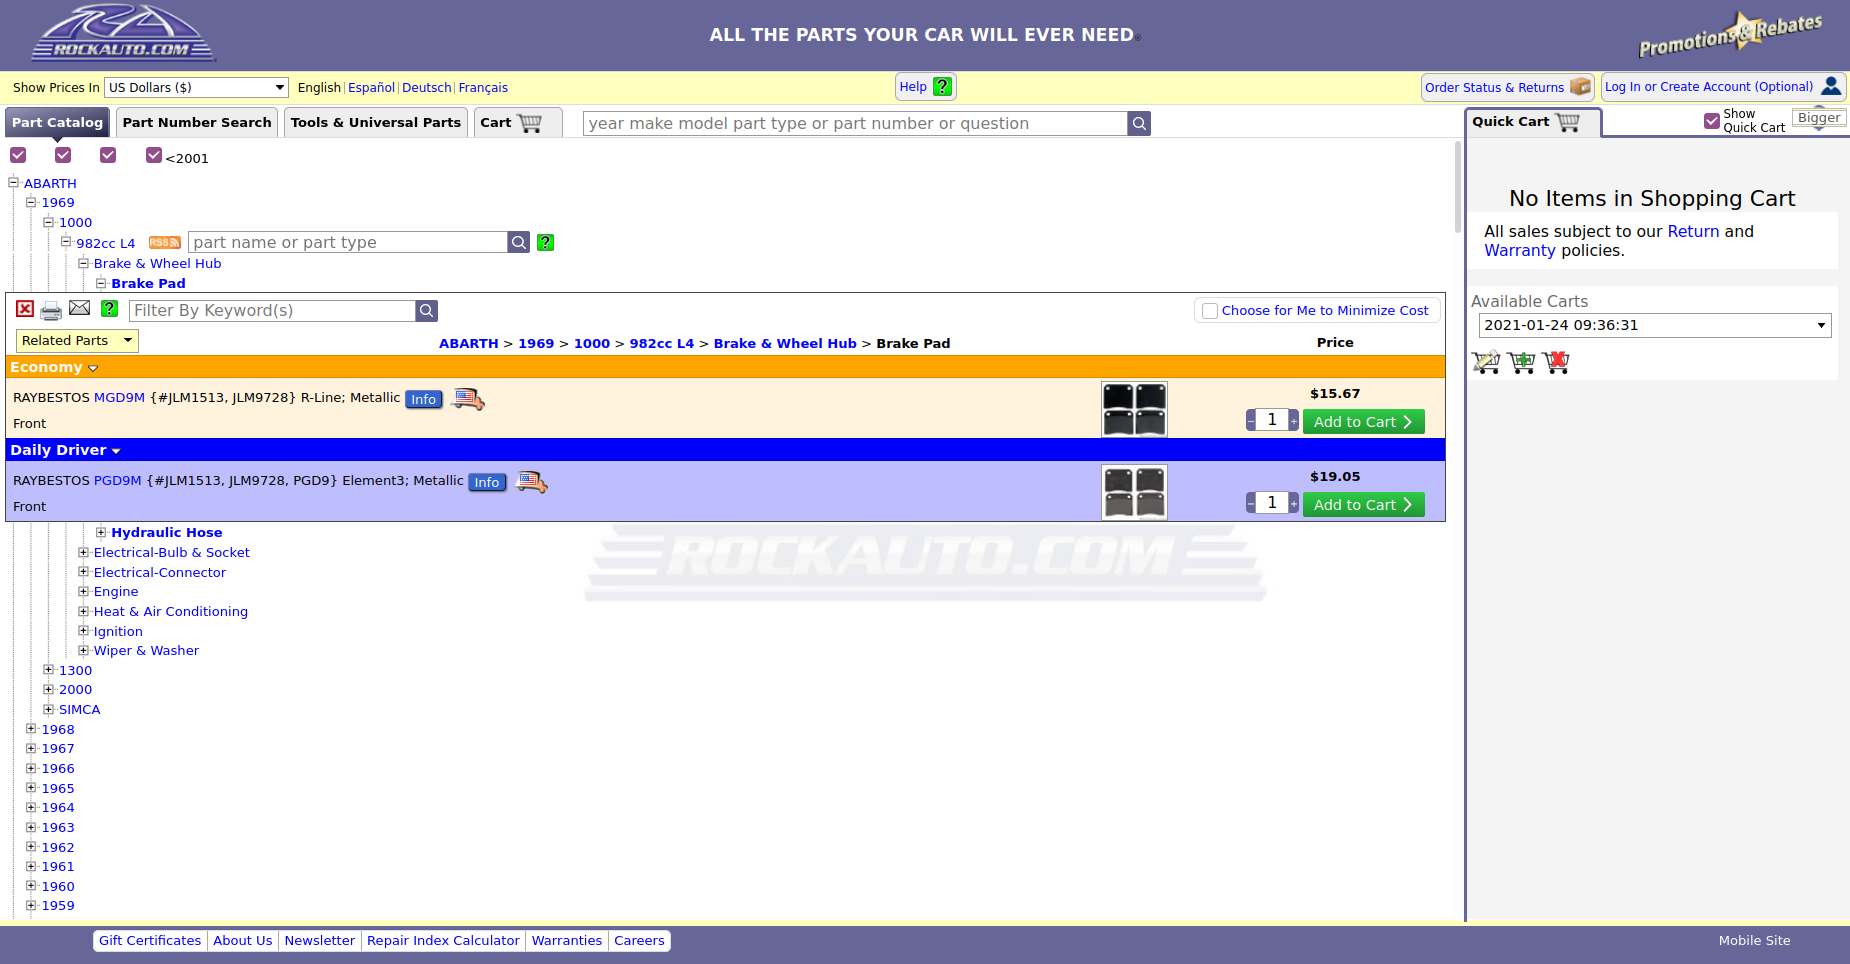 ROCKAUTO.COM
ALL THE PARTS YOUR CAR WILL EVER NEED®
Promotions & Rebates
Show Prices In US Dollars ($) English | Español | Deutsch | Français
Help ?
Order Status & Returns
Log In or Create Account (Optional)
Part Catalog
Part Number Search
Tools & Universal Parts
Cart
year make model part type or part number or question
Quick Cart
Show
Quick Cart
Bigger
<2001
ABARTH
1969
1000
982cc L4 RSS part name or part type ?
Brake & Wheel Hub
Brake Pad
? Filter By Keyword(s)
Choose for Me to Minimize Cost
Related Parts
ABARTH > 1969 > 1000 > 982cc L4 > Brake & Wheel Hub > Brake Pad
Price
Economy
RAYBESTOS MGD9M {#JLM1513, JLM9728} R-Line; Metallic Info
Front
$15.67
- 1 + Add to Cart
Daily Driver
RAYBESTOS PGD9M {#JLM1513, JLM9728, PGD9} Element3; Metallic Info
Front
$19.05
- 1 + Add to Cart
ROCKAUTO.COM
Hydraulic Hose
Electrical-Bulb & Socket
Electrical-Connector
Engine
Heat & Air Conditioning
Ignition
Wiper & Washer
1300
2000
SIMCA
1968
1967
1966
1965
1964
1963
1962
1961
1960
1959
No Items in Shopping Cart
All sales subject to our Return and
Warranty policies.
Available Carts
2021-01-24 09:36:31
Gift Certificates | About Us | Newsletter | Repair Index Calculator | Warranties | Careers
Mobile Site